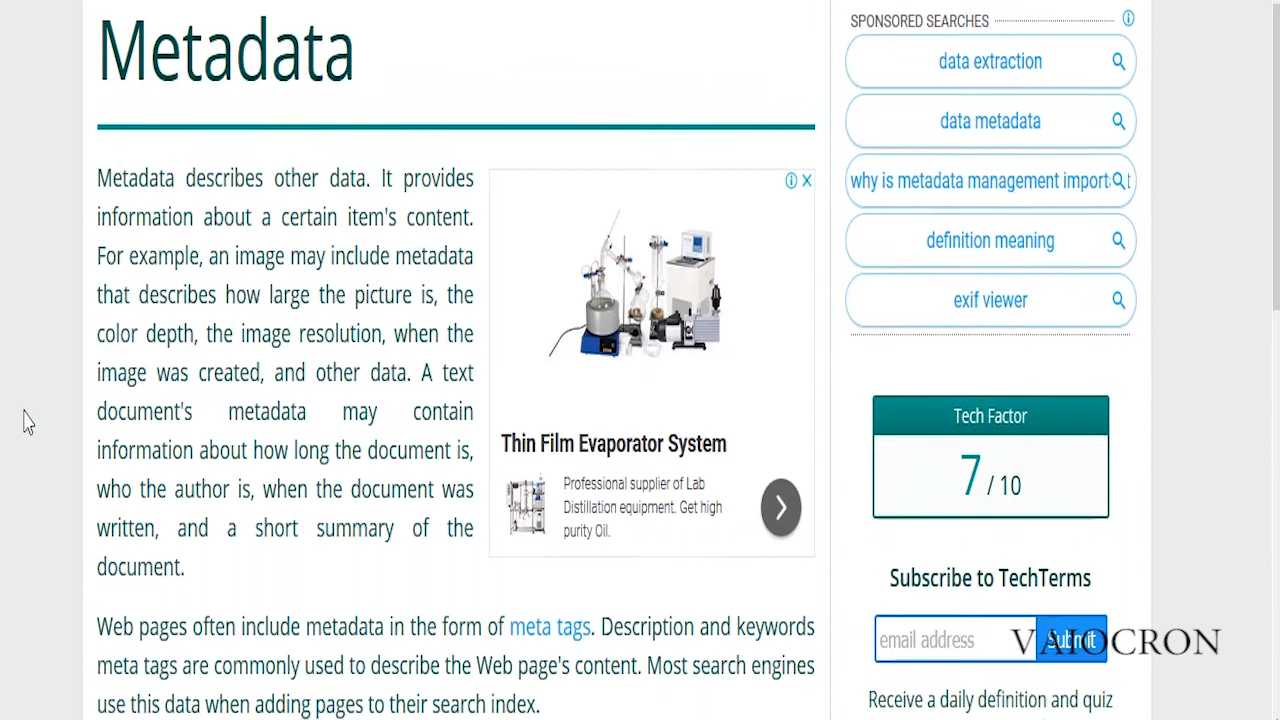 Metadata
Metadata describes other data. It provides
information about a certain item's content.
For example, an image may include metadata
that describes how large the picture is, the
color depth, the image resolution, when the
image was created, and other data. A text
document's metadata may contain
information about how long the document is,
who the author is, when the document was
written, and a short summary of the
document.
Thin Film Evaporator System
Professional supplier of Lab
Distillation equipment. Get high
purity Oil.
Web pages often include metadata in the form of meta tags. Description and keywords
meta tags are commonly used to describe the Web page's content. Most search engines
use this data when adding pages to their search index.
SPONSORED SEARCHES
data extraction
data metadata
why is metadata management import
definition meaning
exif viewer
Tech Factor
7 / 10
Subscribe to TechTerms
email address
Submit
VAIOCRON
Receive a daily definition and quiz